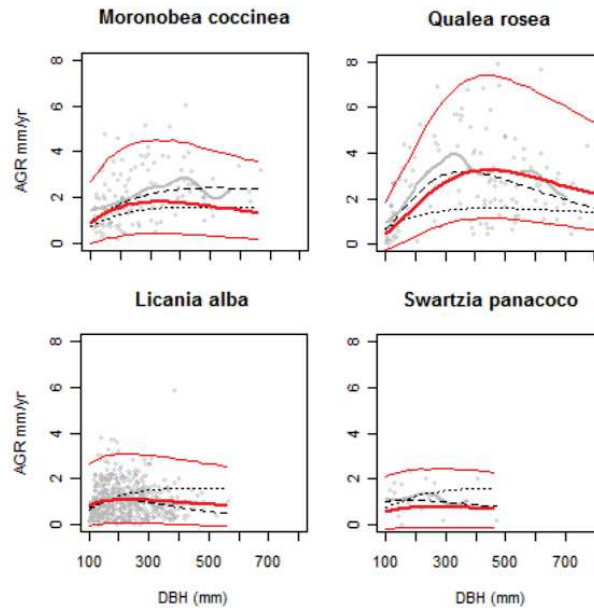 Moronobea coccinea
Qualea rosea
AGR mm/yr
8
6
4
2
0
8
6
4
2
0
Licania alba
Swartzia panacoco
AGR mm/yr
8
6
4
2
0
8
6
4
2
0
100 300 500 700
100 300 500 700
DBH (mm)
DBH (mm)